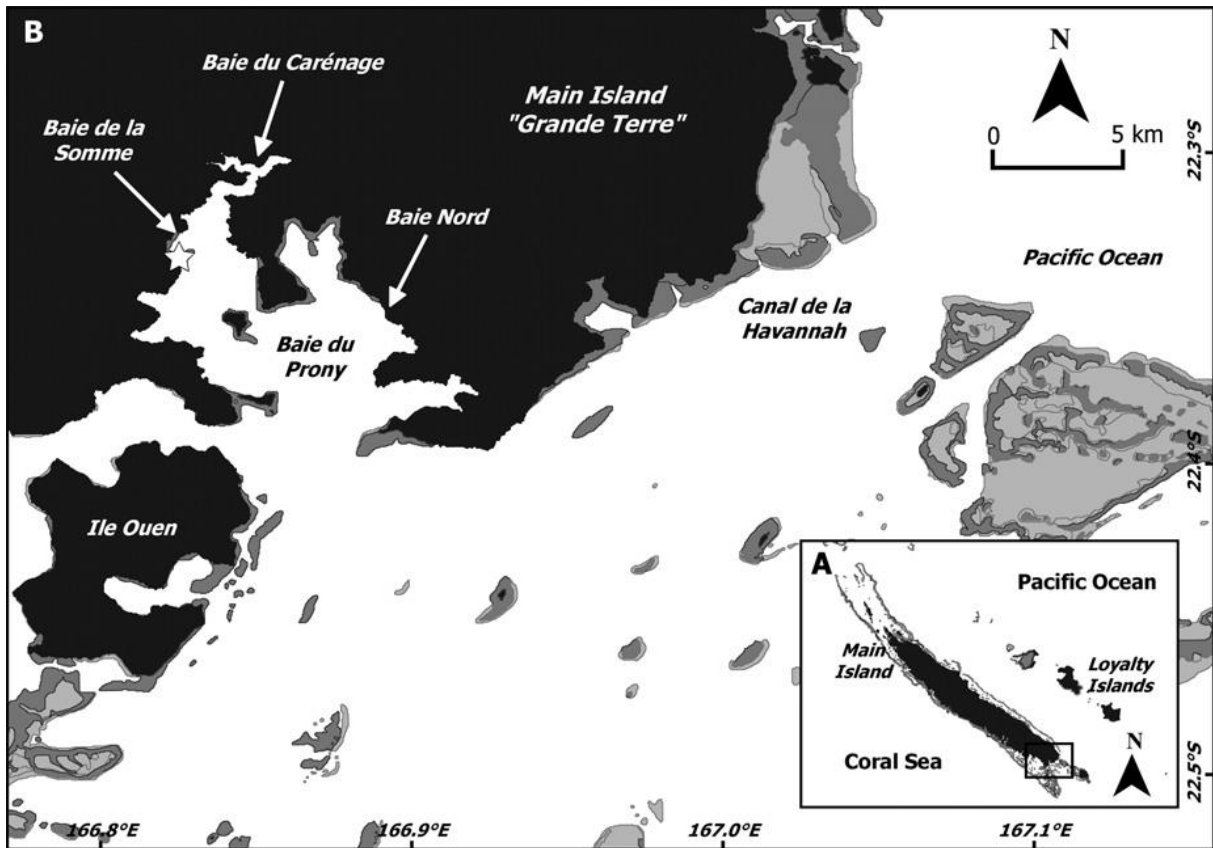 B
Baie du Carénage
Baie de la
Somme
Main Island
"Grande Terre"
Baie Nord
Baie du
Prony
Canal de la
Havannah
Pacific Ocean
N
0 5 km
22.3°S
22.4°S
22.5°S
Ile Ouen
166.8°E
166.9°E
167.0°E
167.1°E
A
Pacific Ocean
Main
Island
Loyalty
Islands
Coral Sea
N